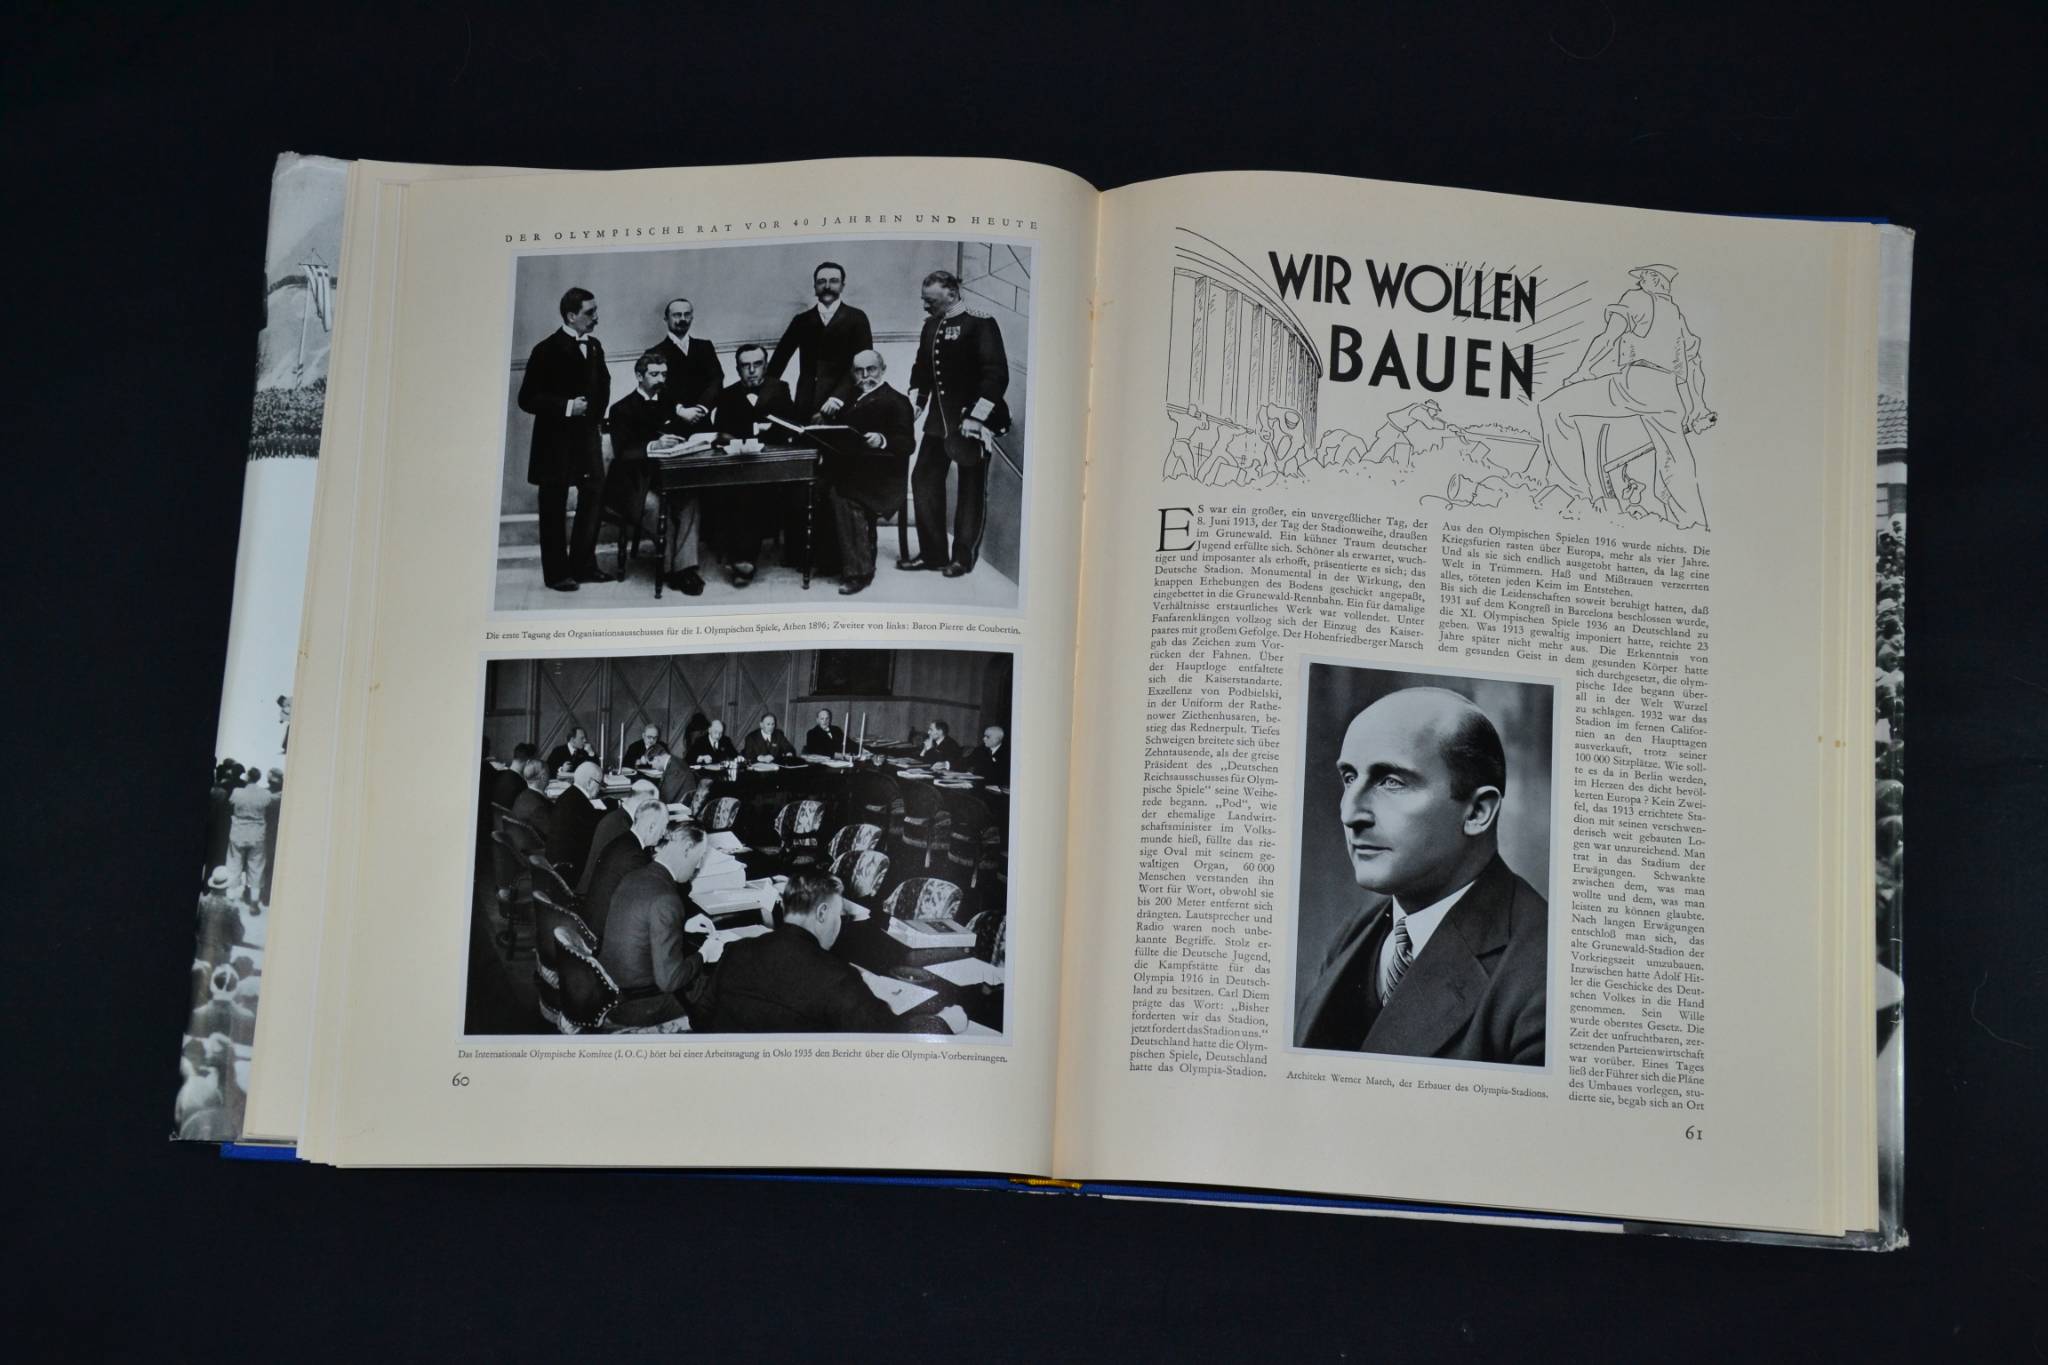 DER OLYMPISCHE RAT VOR 40 JAHREN UND HEUTE
Die erste Tagung des Organisationsausschusses für die I. Olympischen Spiele, Athen 1896; Zweiter von links: Baron Pierre de Coubertin.
Das Internationale Olympische Komitee (I. O. C.) hört bei einer Arbeitstagung in Oslo 1935 den Bericht über die Olympia-Vorbereitungen.
60
WIR WOLLEN
BAUEN
ES war ein großer, ein unvergeßlicher Tag, der
8. Juni 1913, der Tag der Stadionweihe, draußen
im Grunewald. Ein kühner Traum deutscher
Jugend erfüllte sich. Schöner als erwartet, wuch-
tiger und imposanter als erhofft, präsentierte es sich; das
Deutsche Stadion. Monumental in der Wirkung, den
knappen Erhebungen des Bodens geschickt angepaßt,
eingebettet in die Grunewald-Rennbahn. Ein für damalige
Verhältnisse erstaunliches Werk war vollendet. Unter
Fanfarenklängen vollzog sich der Einzug des Kaiser-
paares mit großem Gefolge. Der Hohenfriedberger Marsch
gab das Zeichen zum Vor-
rücken der Fahnen. Über
der Hauptloge entfaltete
sich die Kaiserstandarte.
Exzellenz von Podbielski,
in der Uniform der Rathe-
nower Ziethenhusaren, be-
stieg das Rednerpult. Tiefes
Schweigen breitete sich über
Zehntausende, als der greise
Präsident des „Deutschen
Reichsausschusses für Olym-
pische Spiele“ seine Weihe-
rede begann. „Pod“, wie
der ehemalige Landwirt-
schaftsminister im Volks-
munde hieß, füllte das rie-
sige Oval mit seinem ge-
waltigen Organ, 60 000
Menschen verstanden ihn
Wort für Wort, obwohl sie
bis 200 Meter entfernt sich
drängten. Lautsprecher und
Radio waren noch unbe-
kannte Begriffe. Stolz er-
füllte die Deutsche Jugend,
die Kampfstätte für das
Olympia 1916 in Deutsch-
land zu besitzen. Carl Diem
prägte das Wort: „Bisher
forderten wir das Stadion,
jetzt fordert das Stadion uns.“
Deutschland hatte die Olym-
pischen Spiele, Deutschland
hatte das Olympia-Stadion.
Aus den Olympischen Spielen 1916 wurde nichts. Die
Kriegsfurien rasten über Europa, mehr als vier Jahre.
Und als sie sich endlich ausgetobt hatten, da lag eine
Welt in Trümmern. Haß und Mißtrauen verzerrten
alles, töteten jeden Keim im Entstehen.
Bis sich die Leidenschaften soweit beruhigt hatten, daß
1931 auf dem Kongreß in Barcelona beschlossen wurde,
die XI. Olympischen Spiele 1936 an Deutschland zu
geben. Was 1913 gewaltig imponiert hatte, reichte 23
Jahre später nicht mehr aus. Die Erkenntnis von
dem gesunden Geist in dem gesunden Körper hatte
sich durchgesetzt, die olym-
pische Idee begann über-
all in der Welt Wurzel
zu schlagen. 1932 war das
Stadion im fernen Califor-
nien an den Haupttagen
ausverkauft, trotz seiner
100 000 Sitzplätze. Wie soll-
te es da in Berlin werden,
im Herzen des dicht bevöl-
kerten Europa? Kein Zwei-
fel, das 1913 errichtete Sta-
dion mit seinen verschwen-
derisch weit gebauten Lo-
gen war unzureichend. Man
trat in das Stadium der
Erwägungen. Schwankte
zwischen dem, was man
wollte und dem, was man
leisten zu können glaubte.
Nach langen Erwägungen
entschloß man sich, das
alte Grunewald-Stadion der
Vorkriegszeit umzubauen.
Inzwischen hatte Adolf Hit-
ler die Geschicke des Deut-
schen Volkes in die Hand
genommen. Sein Wille
wurde oberstes Gesetz. Die
Zeit der unfruchtbaren, zer-
setzenden Parteienwirtschaft
war vorüber. Eines Tages
ließ der Führer sich die Pläne
des Umbaues vorlegen, stu-
dierte sie, begab sich an Ort
Architekt Werner March, der Erbauer des Olympia-Stadions.
61